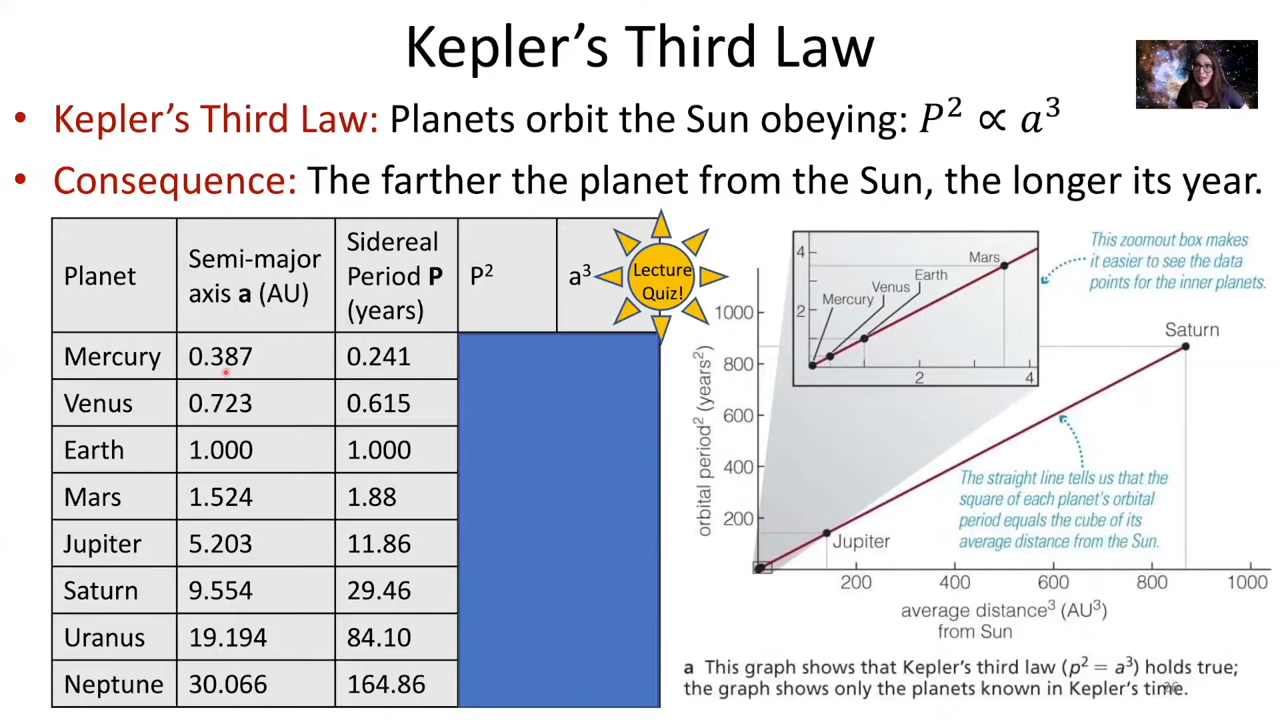 Kepler's Third Law
• Kepler's Third Law: Planets orbit the Sun obeying: P² ∝ a³
• Consequence: The farther the planet from the Sun, the longer its year.
Planet
Semi-major
axis a (AU)
Sidereal
Period P
(years)
P²
a³
Lecture
Quiz!
Mercury 0.387 0.241
Venus 0.723 0.615
Earth 1.000 1.000
Mars 1.524 1.88
Jupiter 5.203 11.86
Saturn 9.554 29.46
Uranus 19.194 84.10
Neptune 30.066 164.86
This zoomout box makes
it easier to see the data
points for the inner planets.
4
2
Mars
Earth
Venus
Mercury
2 4
1000
800
600
400
200
orbital period² (years²)
Saturn
Jupiter
The straight line tells us that the
square of each planet's orbital
period equals the cube of its
average distance from the Sun.
200 400 600 800 1000
average distance³ (AU³)
from Sun
a This graph shows that Kepler's third law (p² = a³) holds true;
the graph shows only the planets known in Kepler's time.